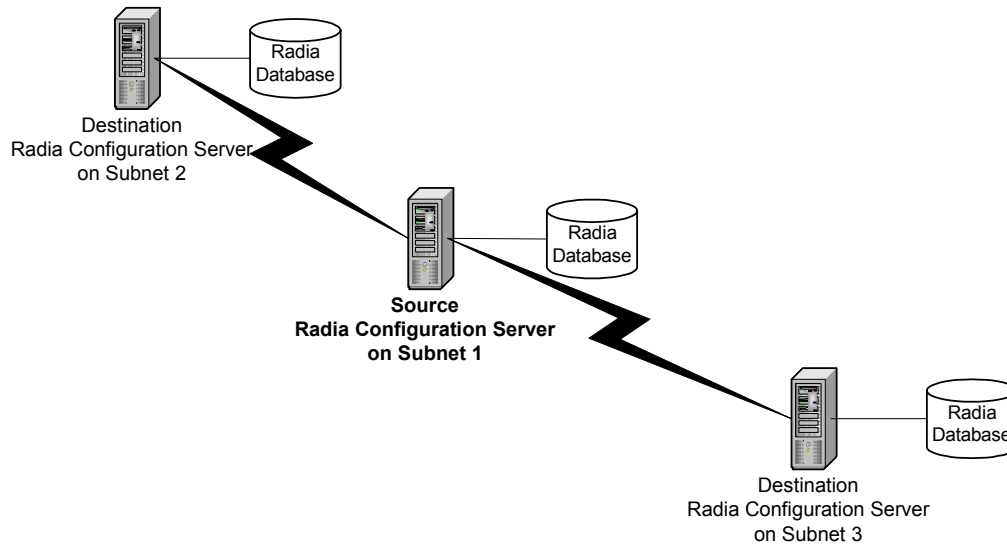 Radia
Database
Destination
Radia Configuration Server
on Subnet 2
Radia
Database
Source
Radia Configuration Server
on Subnet 1
Radia
Database
Destination
Radia Configuration Server
on Subnet 3